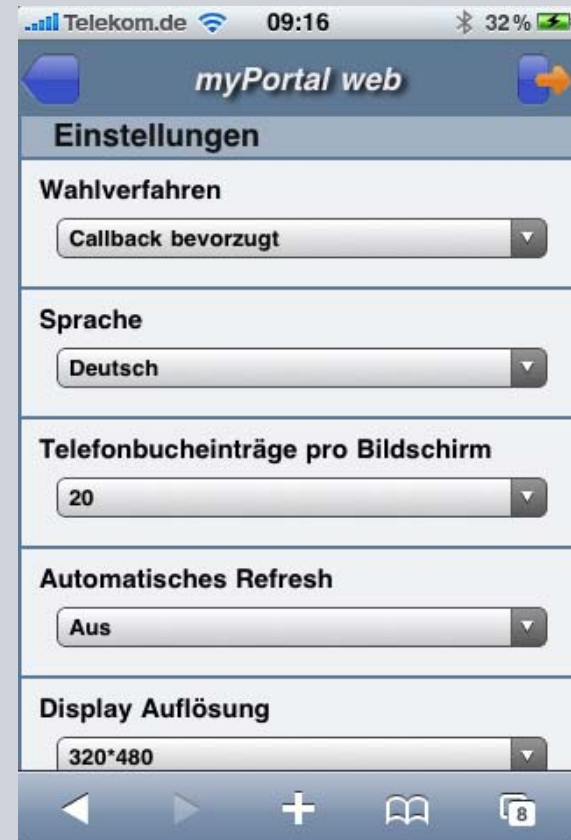 Telekom.de 09:16 32%
myPortal web
Einstellungen
Wahlverfahren
Callback bevorzugt
Sprache
Deutsch
Telefonbucheinträge pro Bildschirm
20
Automatisches Refresh
Aus
Display Auflösung
320*480
8